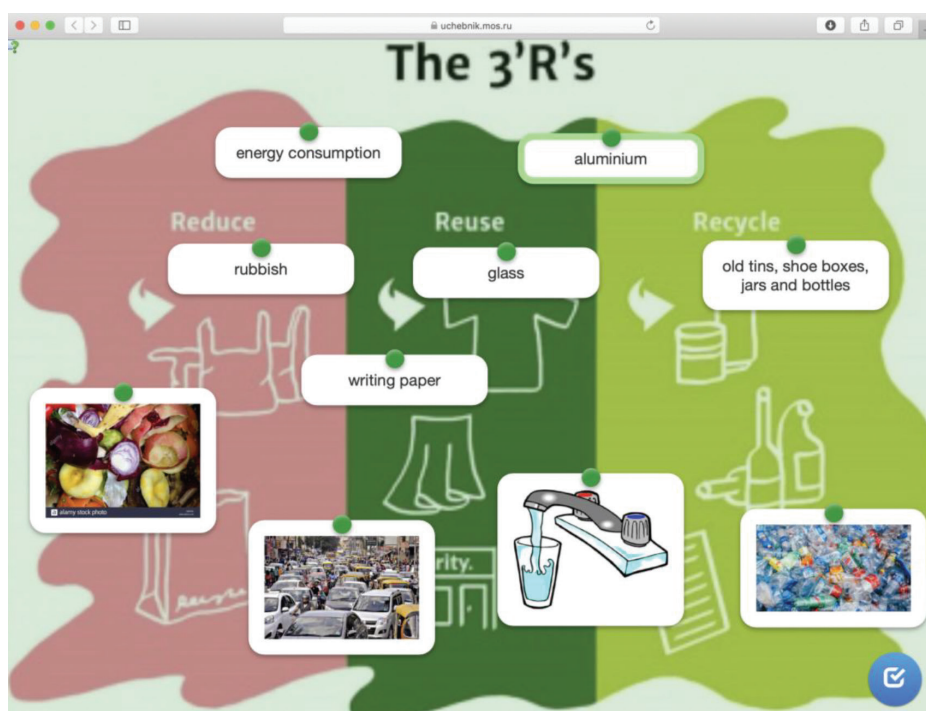 uchebnik.mos.ru
The 3'R's
energy consumption
aluminium
Reduce
Reuse
Recycle
rubbish
glass
old tins, shoe boxes,
jars and bottles
writing paper
a alamy stock photo
rity.